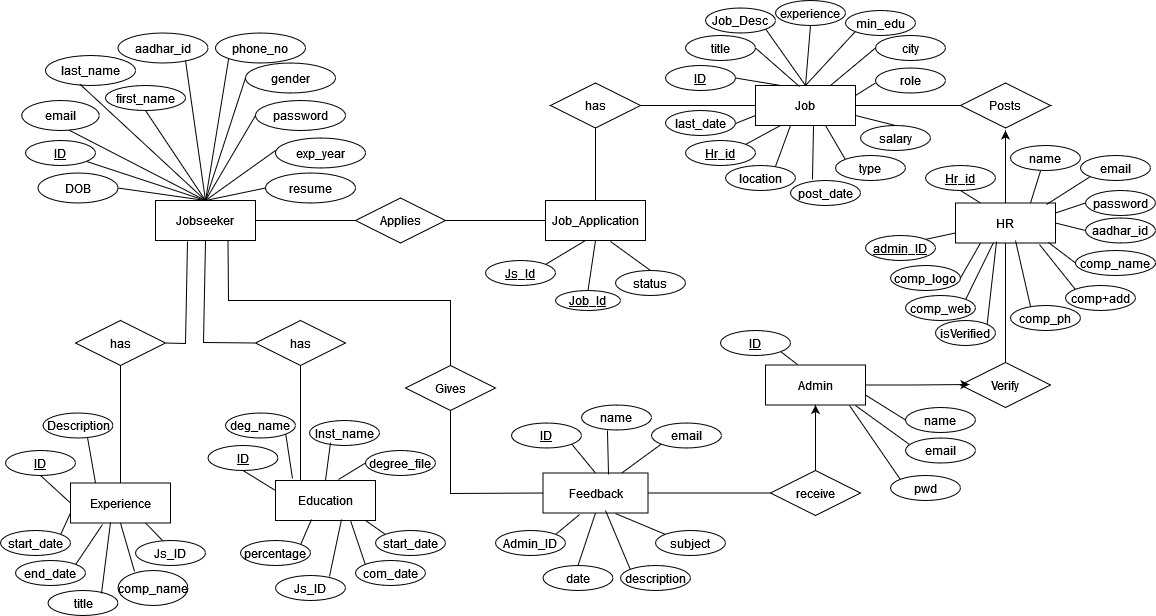 Job_Desc
experience
min_edu
aadhar_id
phone_no
title
city
last_name
gender
ID
role
first_name
has
Job
Posts
email
password
last_date
salary
ID
exp_year
Hr_id
name
type
email
location
Hr_id
DOB
resume
post_date
password
Jobseeker
Applies
Job_Application
HR
aadhar_id
admin_ID
comp_name
Js_Id
status
comp_logo
Job_Id
comp_web
comp+add
comp_ph
isVerified
has
has
ID
Gives
Admin
Verify
Description
deg_name
Inst_name
name
name
ID
ID
ID
email
email
degree_file
pwd
Experience
Education
Feedback
receive
start_date
Js_ID
percentage
start_date
Admin_ID
subject
end_date
com_date
date
description
title
comp_name
Js_ID